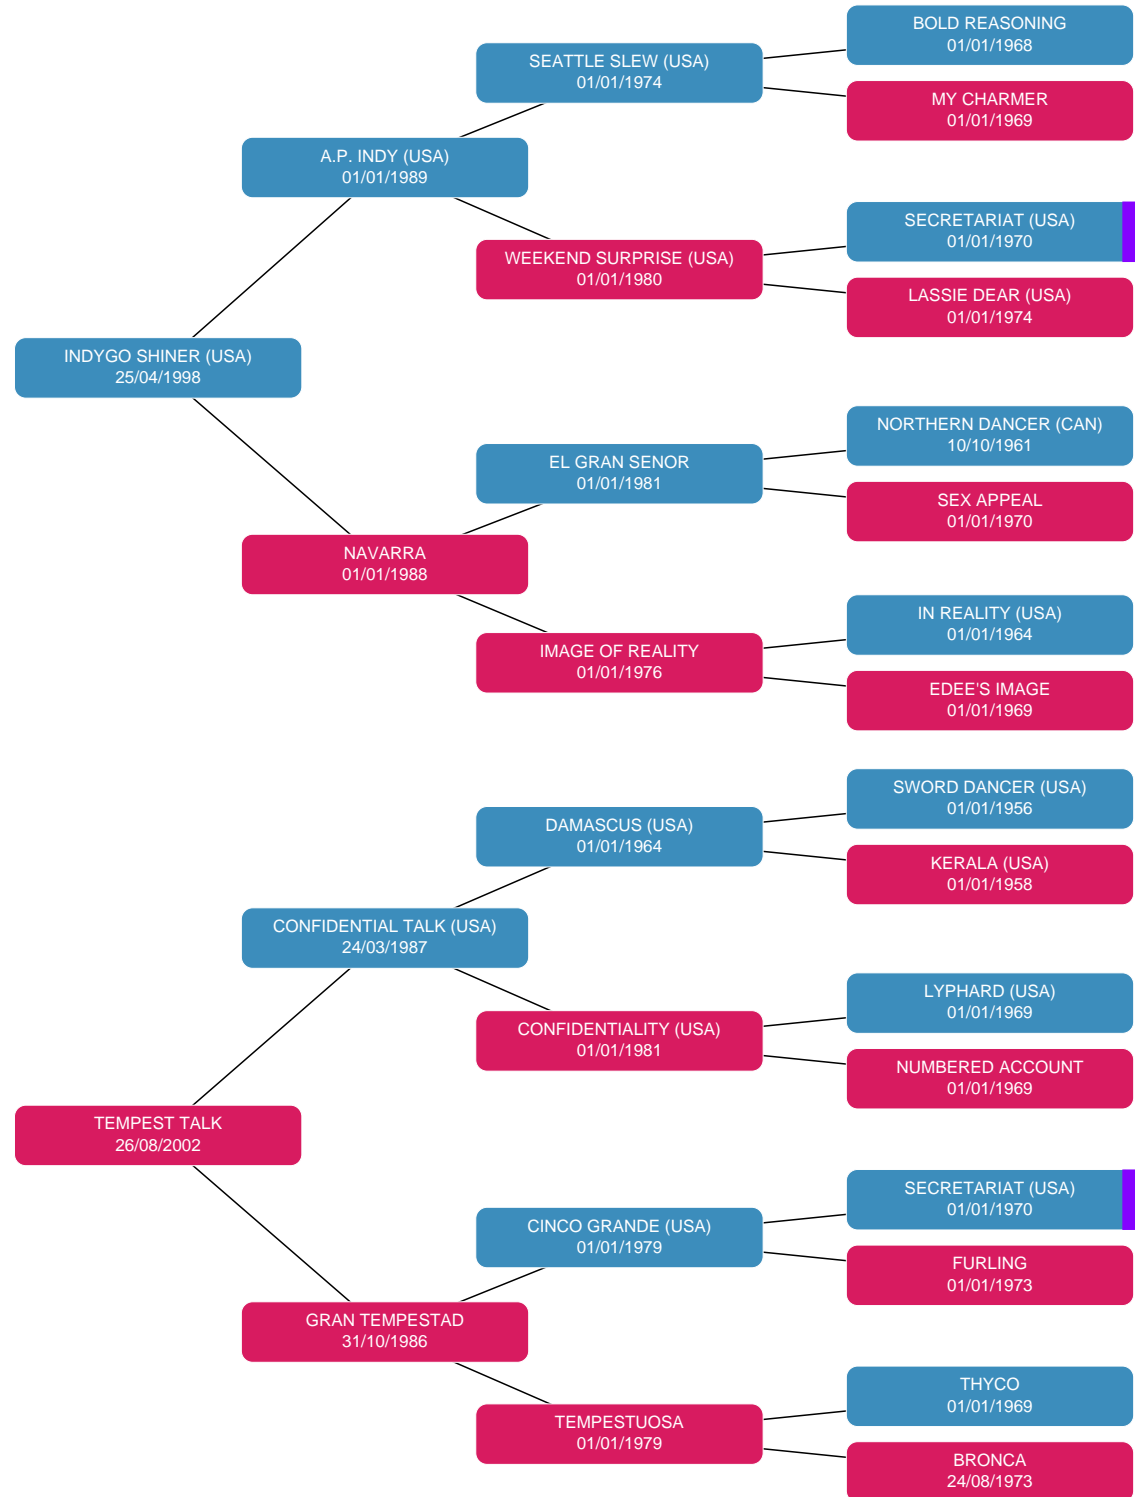 BOLD REASONING
01/01/1968
SEATTLE SLEW (USA)
01/01/1974
MY CHARMER
01/01/1969
A.P. INDY (USA)
01/01/1989
SECRETARIAT (USA)
01/01/1970
WEEKEND SURPRISE (USA)
01/01/1980
LASSIE DEAR (USA)
01/01/1974
INDYGO SHINER (USA)
25/04/1998
NORTHERN DANCER (CAN)
10/10/1961
EL GRAN SENOR
01/01/1981
SEX APPEAL
01/01/1970
NAVARRA
01/01/1988
IN REALITY (USA)
01/01/1964
IMAGE OF REALITY
01/01/1976
EDEE'S IMAGE
01/01/1969
SWORD DANCER (USA)
01/01/1956
DAMASCUS (USA)
01/01/1964
KERALA (USA)
01/01/1958
CONFIDENTIAL TALK (USA)
24/03/1987
LYPHARD (USA)
01/01/1969
CONFIDENTIALITY (USA)
01/01/1981
NUMBERED ACCOUNT
01/01/1969
TEMPEST TALK
26/08/2002
SECRETARIAT (USA)
01/01/1970
CINCO GRANDE (USA)
01/01/1979
FURLING
01/01/1973
GRAN TEMPESTAD
31/10/1986
THYCO
01/01/1969
TEMPESTUOSA
01/01/1979
BRONCA
24/08/1973